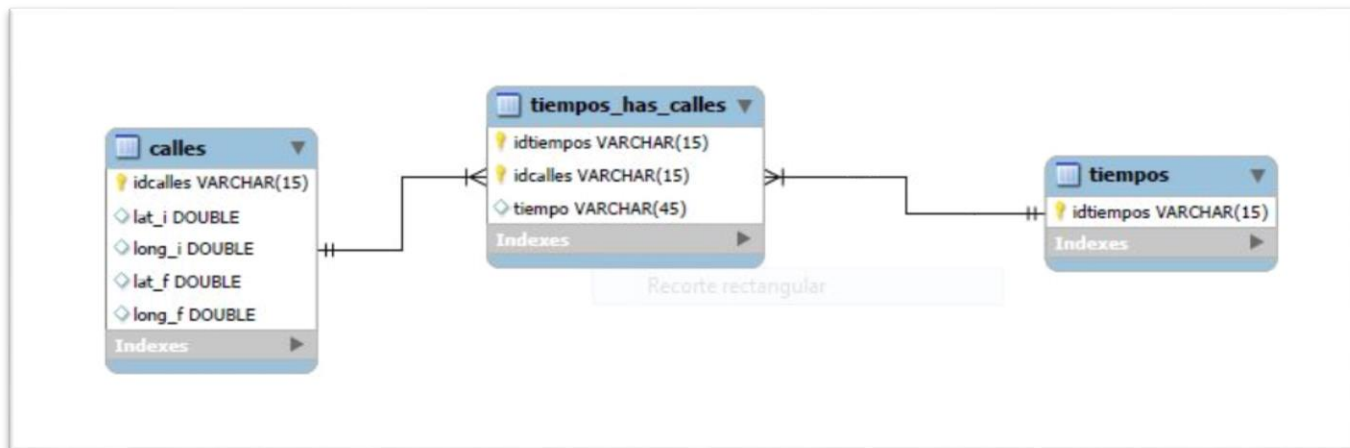 calles
idcalles VARCHAR(15)
lat_i DOUBLE
long_i DOUBLE
lat_f DOUBLE
long_f DOUBLE
Indexes
tiempos_has_calles
idtiempos VARCHAR(15)
idcalles VARCHAR(15)
tiempo VARCHAR(45)
Indexes
Recorte rectangular
tiempos
idtiempos VARCHAR(15)
Indexes